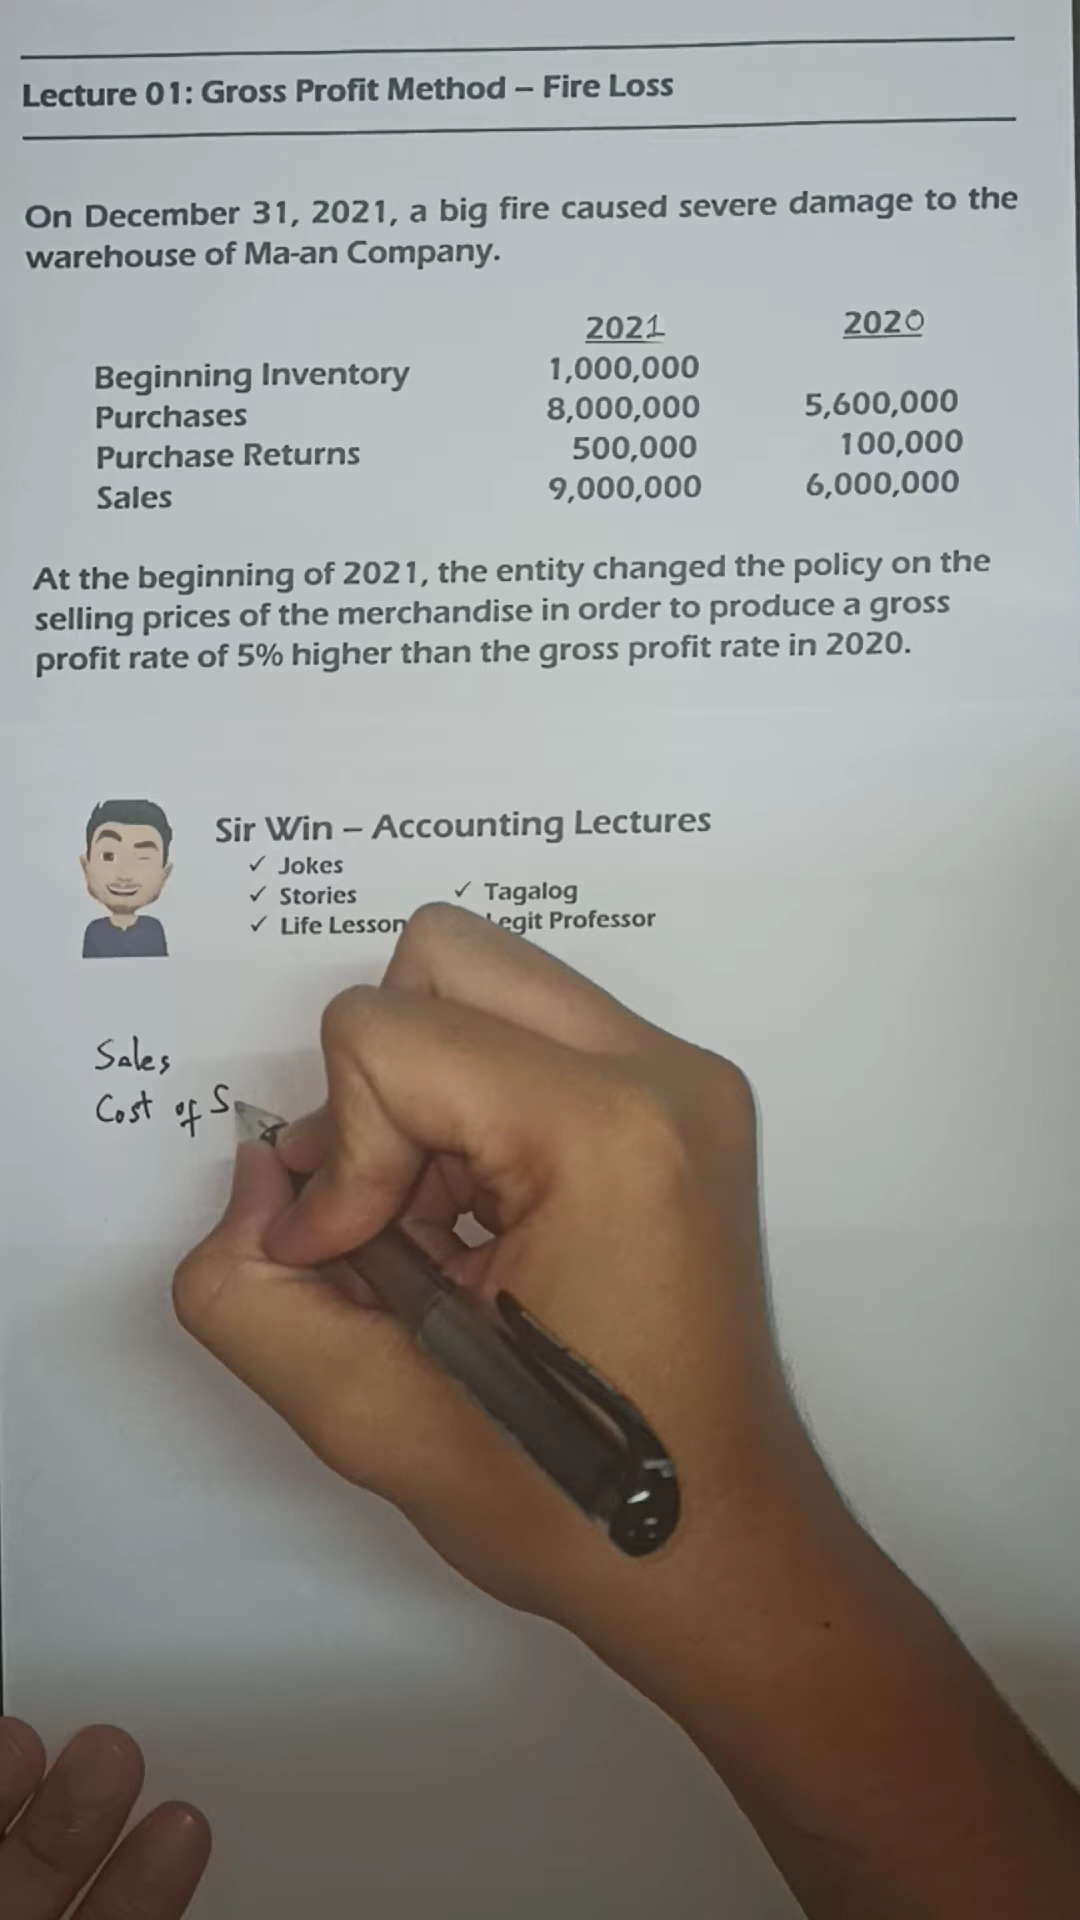 Lecture 01: Gross Profit Method – Fire Loss
On December 31, 2021, a big fire caused severe damage to the
warehouse of Ma-an Company.
2021 2020
Beginning Inventory 1,000,000
Purchases 8,000,000 5,600,000
Purchase Returns 500,000 100,000
Sales 9,000,000 6,000,000
At the beginning of 2021, the entity changed the policy on the
selling prices of the merchandise in order to produce a gross
profit rate of 5% higher than the gross profit rate in 2020.
Sir Win – Accounting Lectures
✓ Jokes
✓ Stories ✓ Tagalog
✓ Life Lesson Legit Professor
Sales
Cost of S